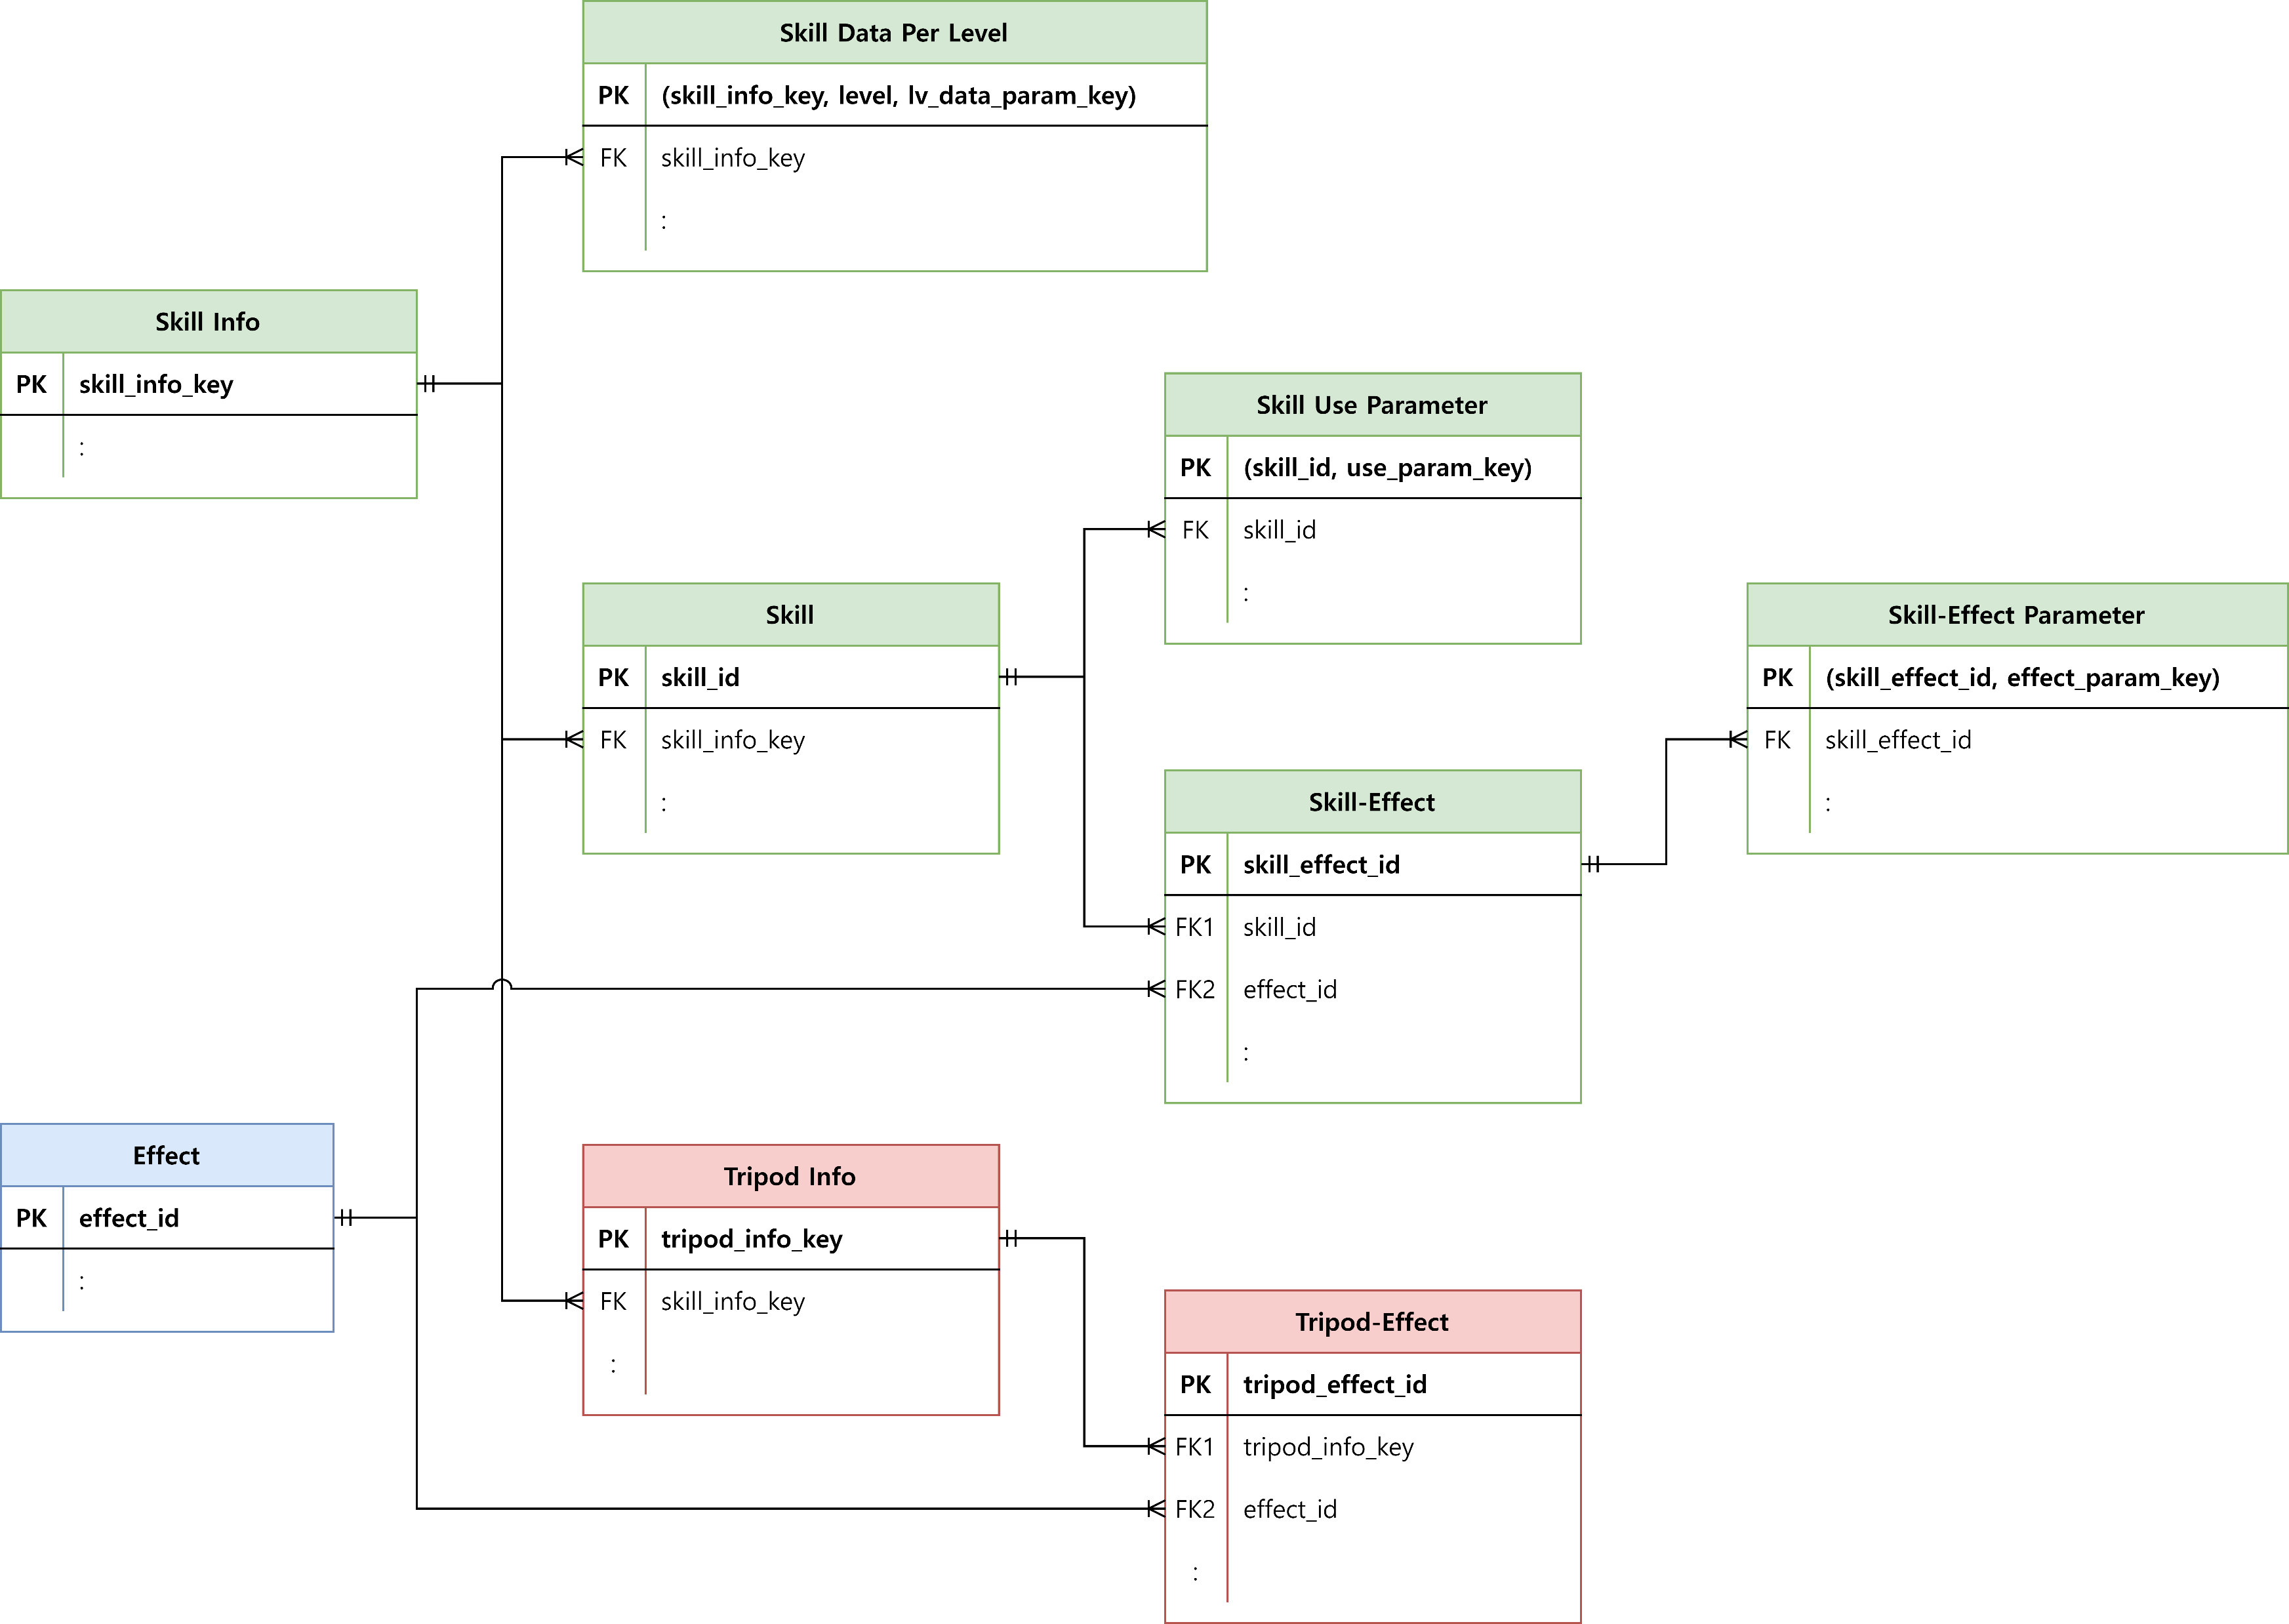 Skill Data Per Level
PK (skill_info_key, level, lv_data_param_key)
FK skill_info_key
:
Skill Info
PK skill_info_key
:
Skill Use Parameter
PK (skill_id, use_param_key)
FK skill_id
:
Skill
PK skill_id
FK skill_info_key
:
Skill-Effect Parameter
PK (skill_effect_id, effect_param_key)
FK skill_effect_id
:
Skill-Effect
PK skill_effect_id
FK1 skill_id
FK2 effect_id
:
Effect
PK effect_id
:
Tripod Info
PK tripod_info_key
FK skill_info_key
:
Tripod-Effect
PK tripod_effect_id
FK1 tripod_info_key
FK2 effect_id
: